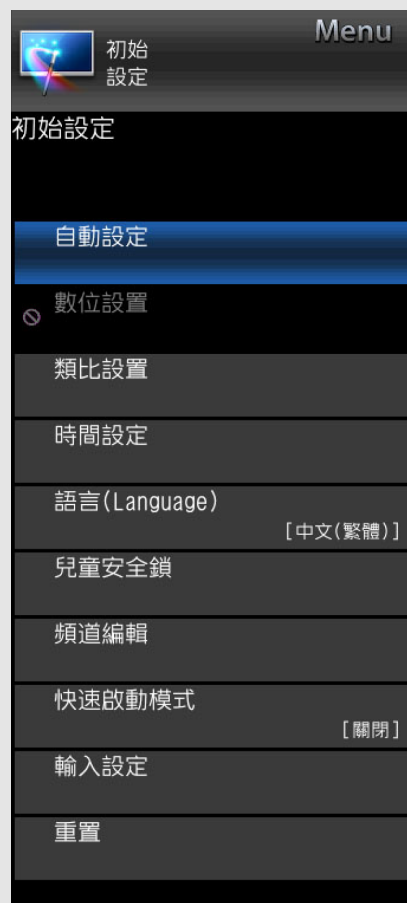 Menu
初始
設定
初始設定
自動設定
數位設置
類比設置
時間設定
語言(Language)
[中文(繁體)]
兒童安全鎖
頻道編輯
快速啟動模式
[關閉]
輸入設定
重置